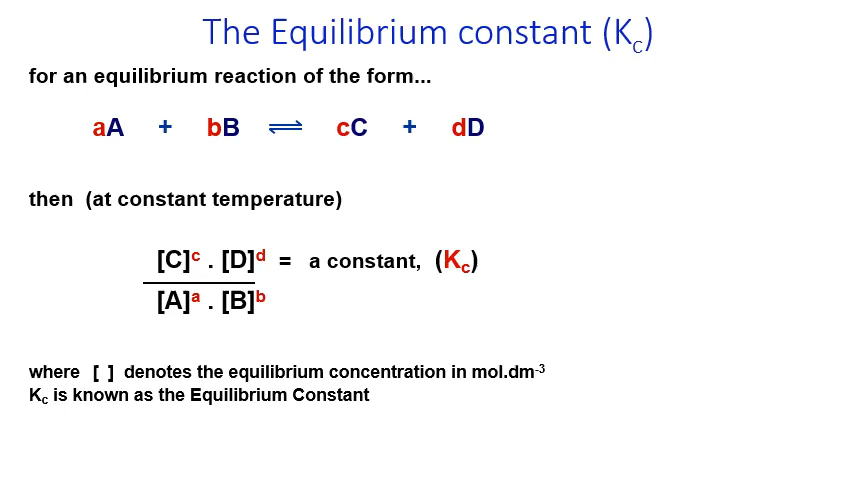 The Equilibrium constant (Kc)
for an equilibrium reaction of the form...
aA + bB ⇌ cC + dD
then (at constant temperature)
[C]ᶜ . [D]ᵈ = a constant, (Kc)
[A]ᵃ . [B]ᵇ
where [ ] denotes the equilibrium concentration in mol.dm⁻³
Kc is known as the Equilibrium Constant